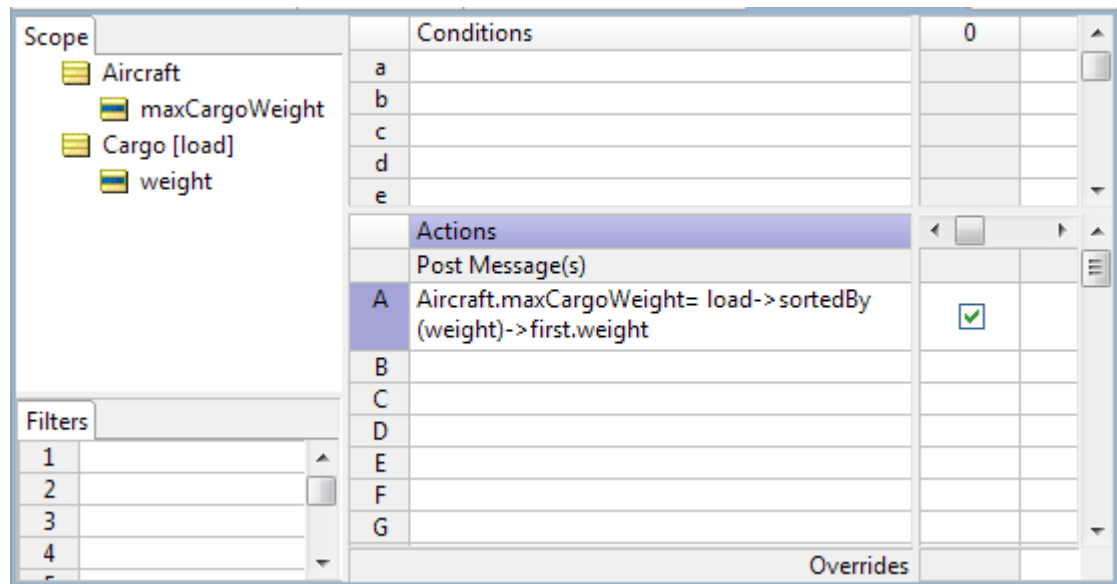 Scope
Aircraft
maxCargoWeight
Cargo [load]
weight
Filters
1
2
3
4
Conditions 0
a
b
c
d
e
Actions
Post Message(s)
A Aircraft.maxCargoWeight= load->sortedBy
(weight)->first.weight
B
C
D
E
F
G
Overrides